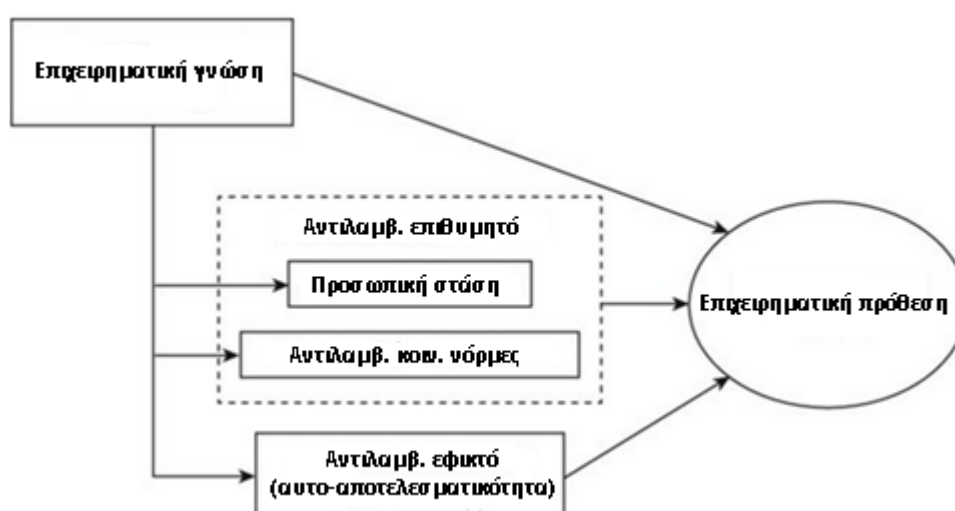 Επιχειρηματική γνώση
Αντιλαμβ. επιθυμητό
Προσωπική στάση
Επιχειρηματική πρόθεση
Αντιλαμβ. κοιν. νόρμες
Αντιλαμβ. εφικτό
(αυτο-αποτελεσματικότητα)